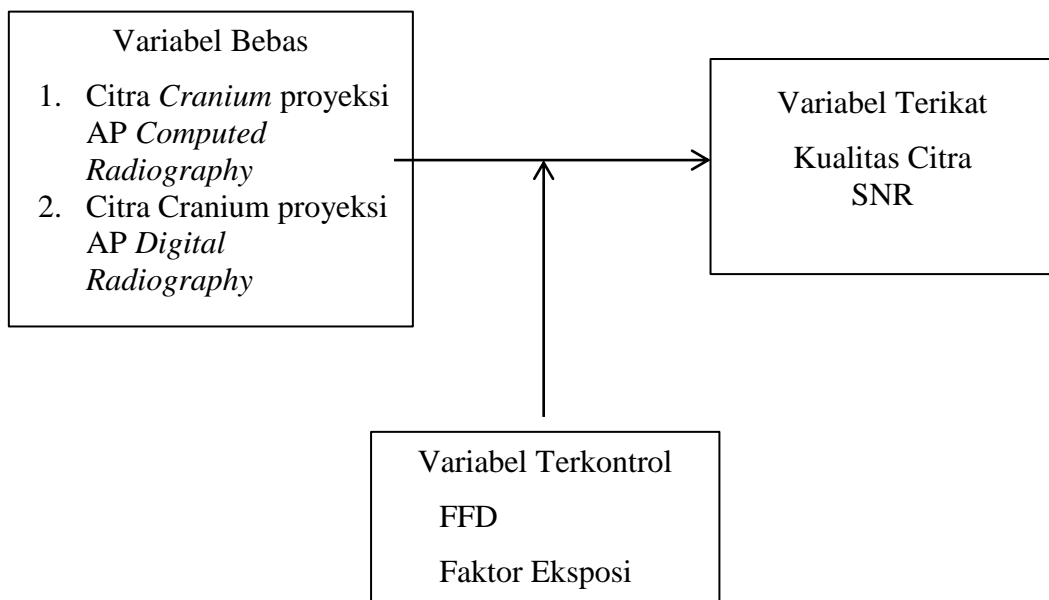 Variabel Bebas
1. Citra Cranium proyeksi
AP Computed
Radiography
2. Citra Cranium proyeksi
AP Digital
Radiography
Variabel Terikat
Kualitas Citra
SNR
Variabel Terkontrol
FFD
Faktor Eksposi